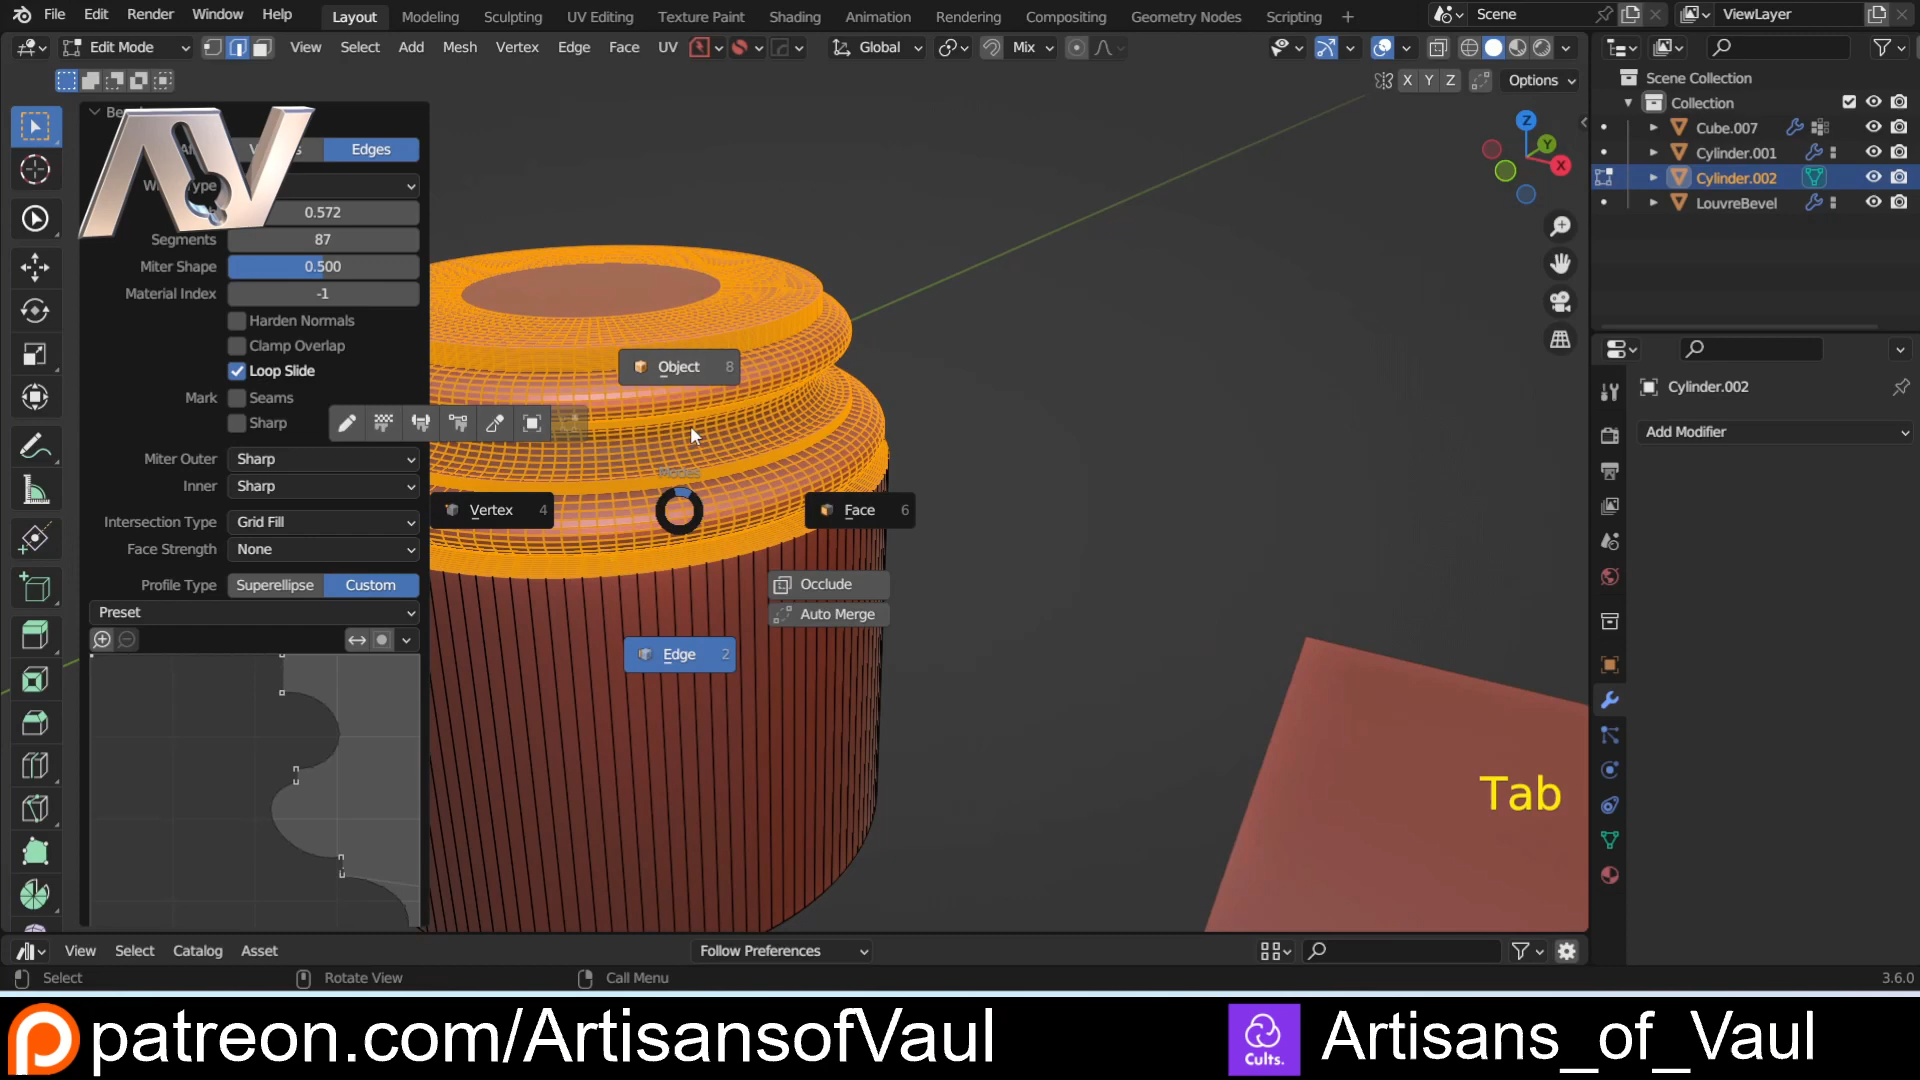 File Edit Render Window Help Layout Modeling Sculpting UV Editing Texture Paint Shading Animation Rendering Compositing Geometry Nodes Scripting + Scene ViewLayer
Edit Mode View Select Add Mesh Vertex Edge Face UV Global Mix
X Y Z Options
Scene Collection
Collection
Cube.007
Cylinder.001
Cylinder.002
LouvreBevel
Edges
0.572
Segments 87
Miter Shape 0.500
Material Index -1
Harden Normals
Clamp Overlap
Loop Slide
Mark Seams
Sharp
Miter Outer Sharp
Inner Sharp
Intersection Type Grid Fill
Face Strength None
Profile Type Superellipse Custom
Preset
Object 8
Vertex 4
Face 6
Occlude
Auto Merge
Edge 2
Z
Y
X
Cylinder.002
Add Modifier
Tab
View Select Catalog Asset Follow Preferences
Select Rotate View Call Menu 3.6.0
patreon.com/ArtisansofVaul
Cults.
Artisans_of_Vaul